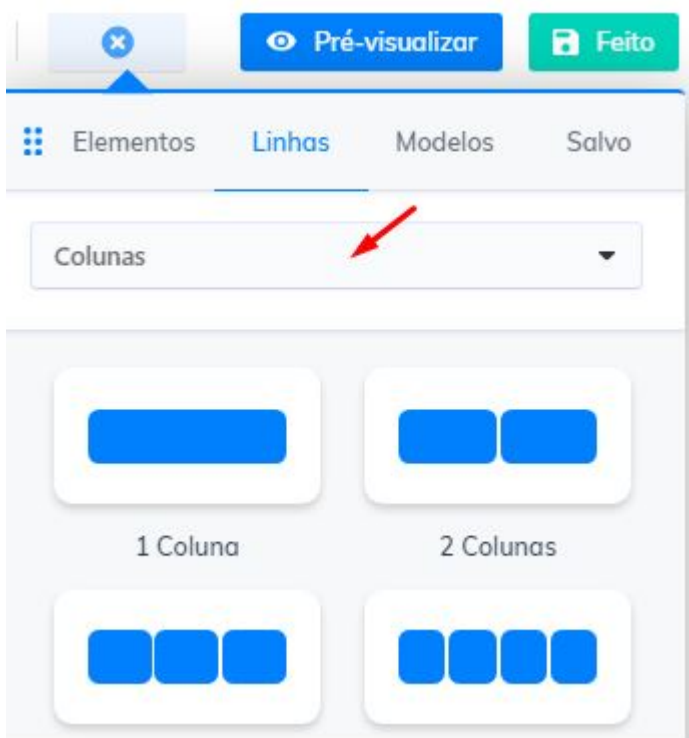 Pré-visualizar Feito
Elementos Linhas Modelos Salvo
Colunas
1 Coluna 2 Colunas